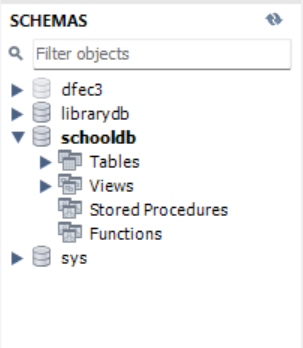 SCHEMAS
Filter objects
dfec3
librarydb
schooldb
Tables
Views
Stored Procedures
Functions
sys